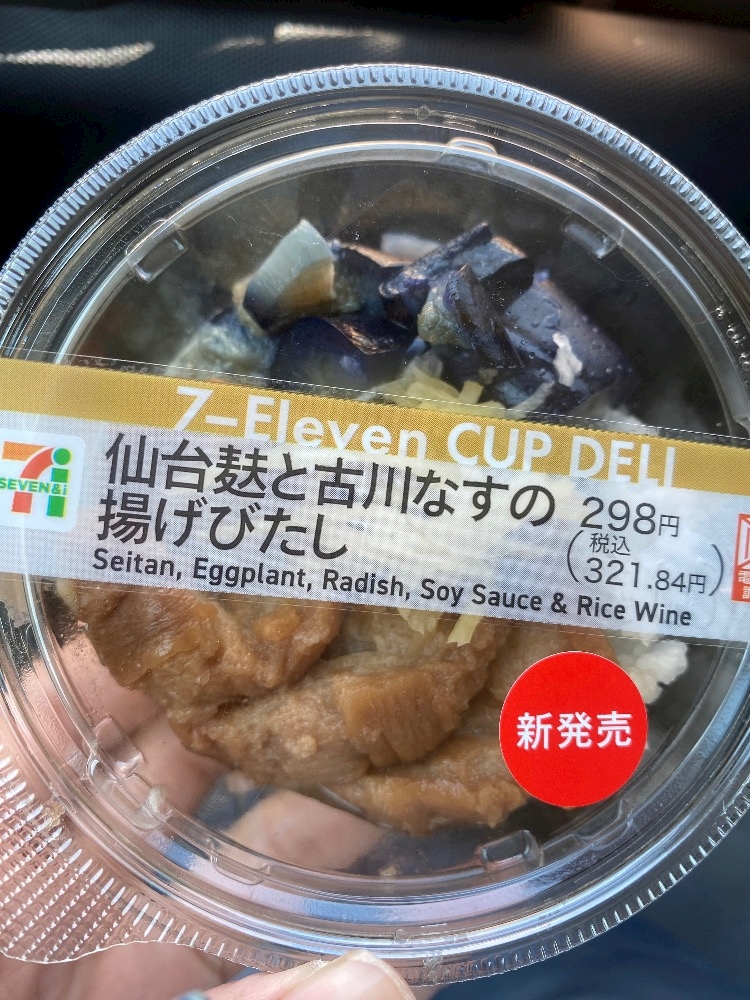 7-Eleven CUP DELI
SEVEN&i
仙台麩と古川なすの
揚げびたし
298円
(税込
321.84円)
Seitan, Eggplant, Radish, Soy Sauce & Rice Wine
新発売